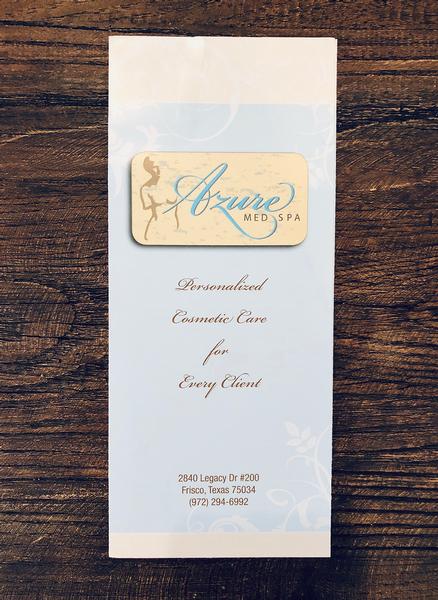 Azure
MED SPA
Personalized
Cosmetic Care
for
Every Client
2840 Legacy Dr #200
Frisco, Texas 75034
(972) 294-6992